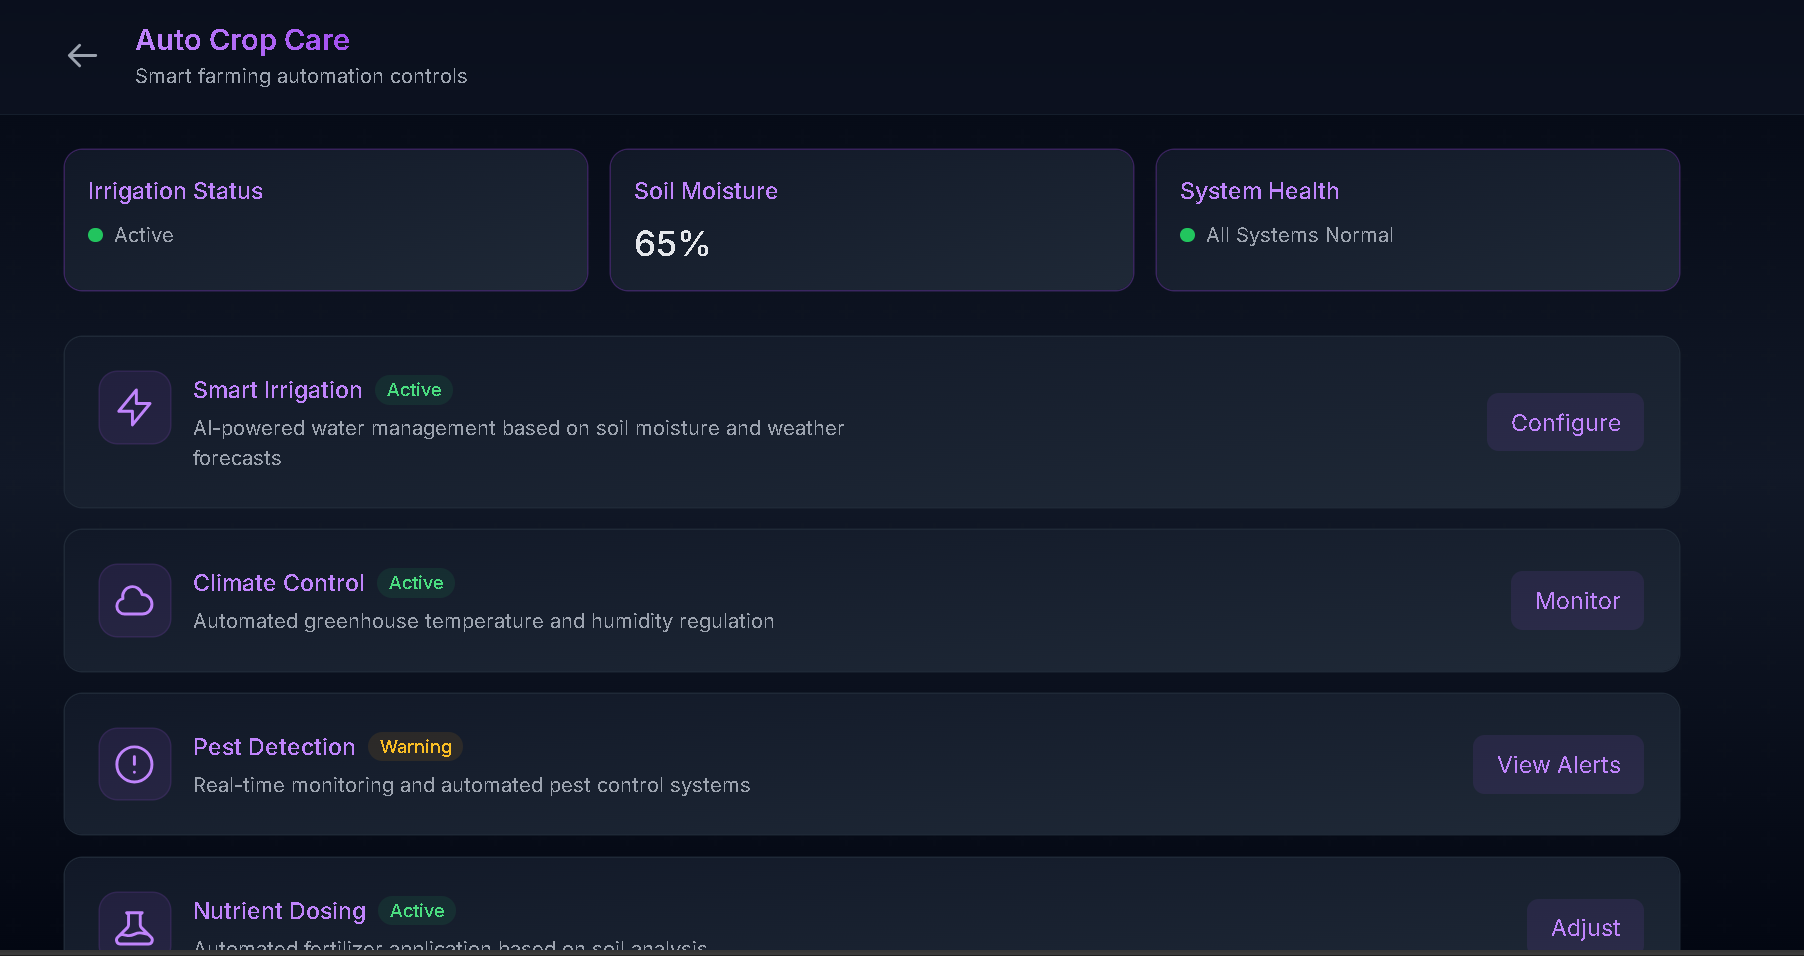 Auto Crop Care
Smart farming automation controls
Irrigation Status
Active
Soil Moisture
65%
System Health
All Systems Normal
Smart Irrigation Active
AI-powered water management based on soil moisture and weather
forecasts
Configure
Climate Control Active
Automated greenhouse temperature and humidity regulation
Monitor
Pest Detection Warning
Real-time monitoring and automated pest control systems
View Alerts
Nutrient Dosing Active
Automated fertilizer application based on soil analysis
Adjust